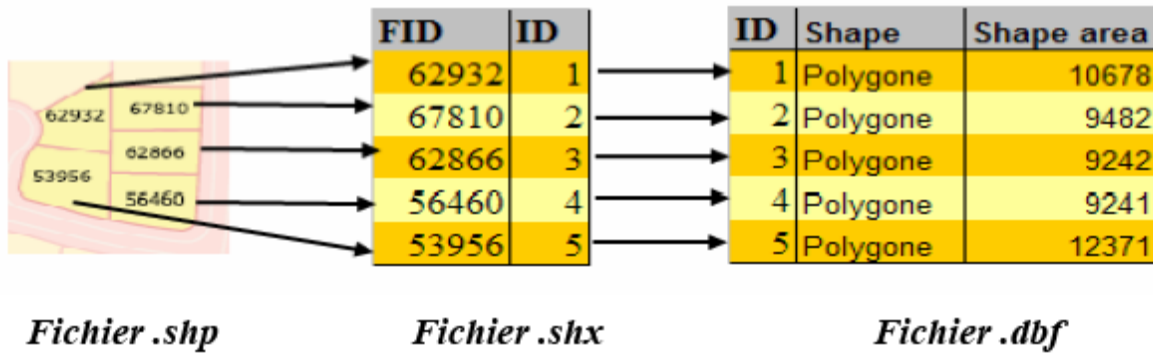 62932
67810
62866
53956
56460
FID ID
62932 1
67810 2
62866 3
56460 4
53956 5
ID Shape Shape area
1 Polygone 10678
2 Polygone 9482
3 Polygone 9242
4 Polygone 9241
5 Polygone 12371
Fichier .shp Fichier .shx Fichier .dbf